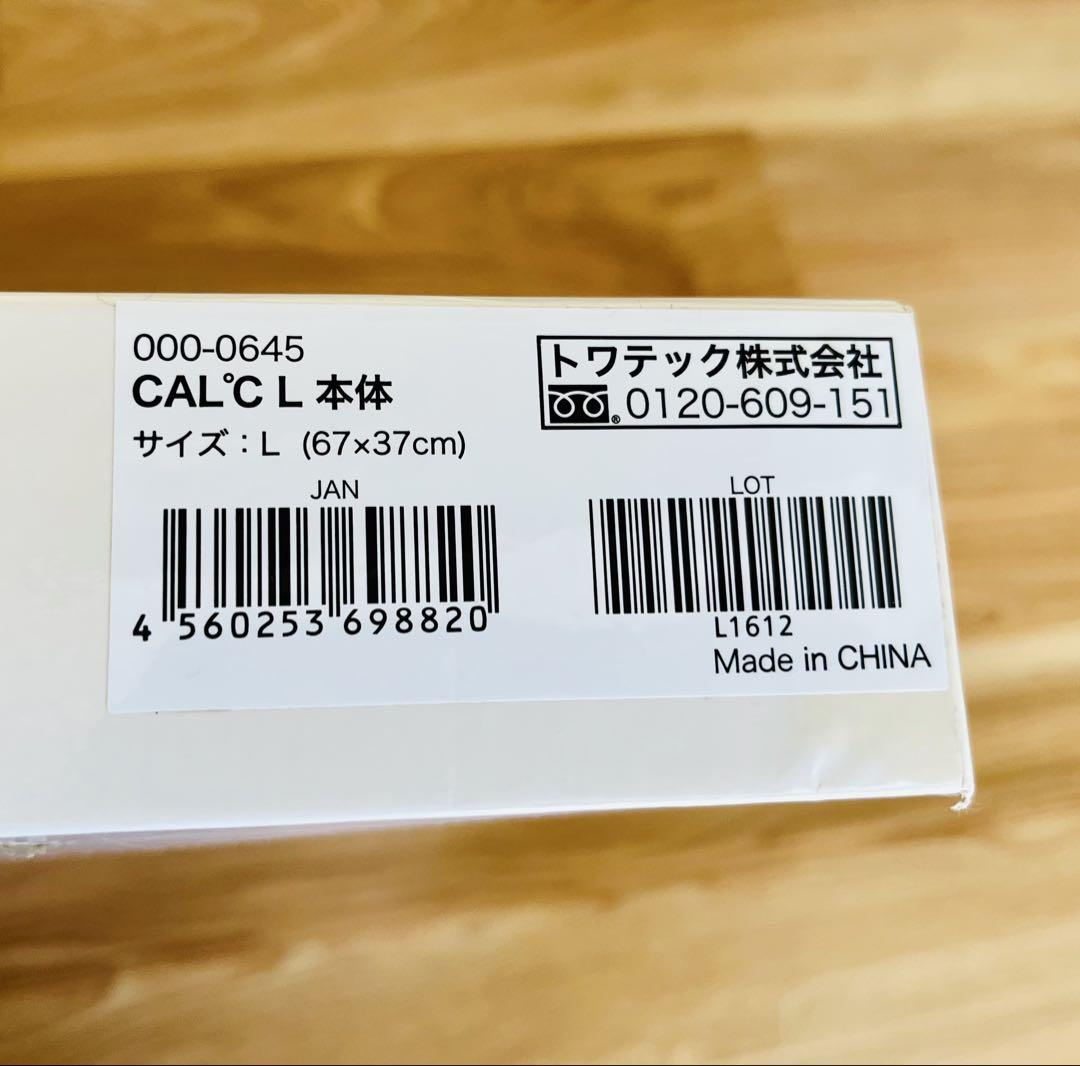 000-0645
CAL℃ L 本体
サイズ：L (67×37cm)
トワテック株式会社
® 0120-609-151
JAN
4 560253 698820
LOT
L1612
Made in CHINA